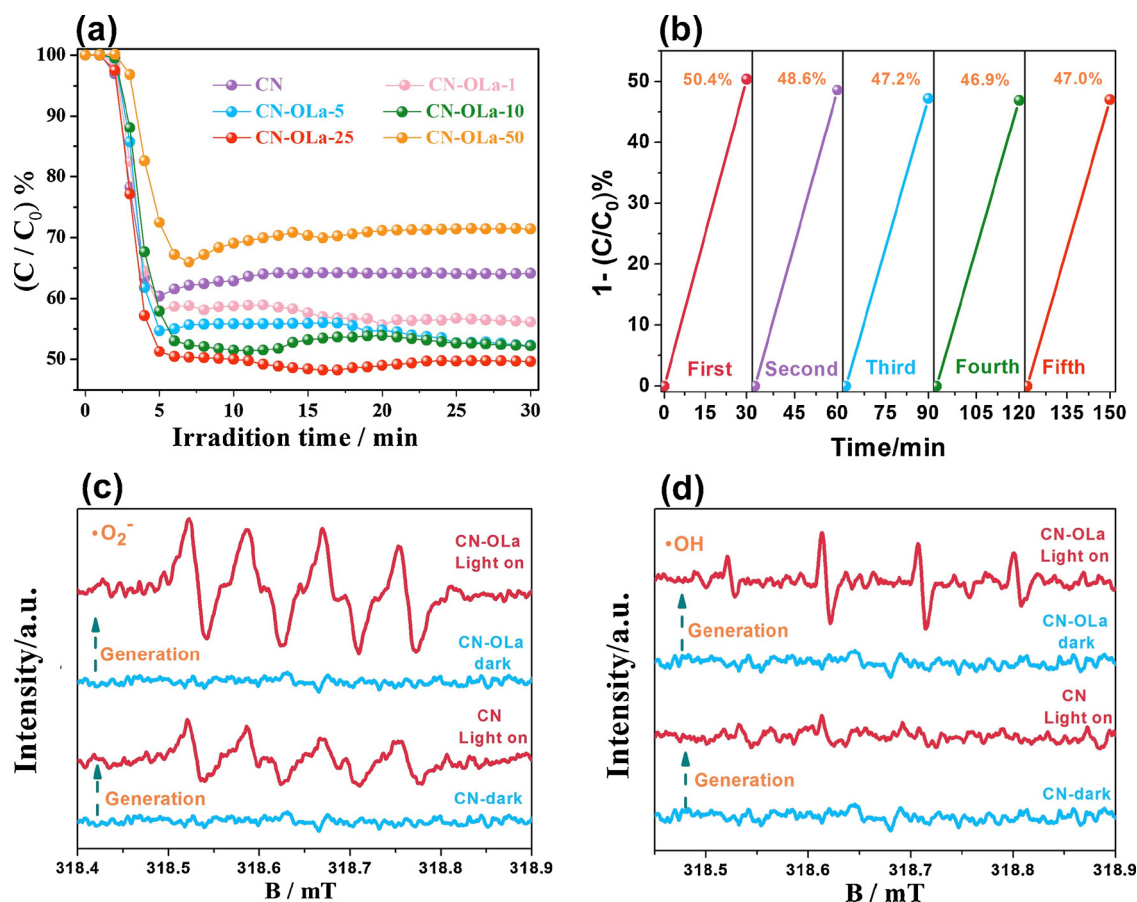 (a)
(C / C₀) %
100
90
80
70
60
50
CN
CN-OLa-1
CN-OLa-5
CN-OLa-10
CN-OLa-25
CN-OLa-50
0 5 10 15 20 25 30
Irradition time / min
(b)
1- (C/C₀)%
50
40
30
20
10
0
50.4% 48.6% 47.2% 46.9% 47.0%
First Second Third Fourth Fifth
0 15 30 45 60 75 90 105 120 135 150
Time/min
(c)
Intensity/a.u.
•O₂⁻
CN-OLa
Light on
Generation
CN-OLa
dark
CN
Light on
Generation
CN-dark
318.4 318.5 318.6 318.7 318.8 318.9
B / mT
(d)
Intensity/a.u.
•OH
CN-OLa
Light on
Generation
CN-OLa
dark
CN
Light on
Generation
CN-dark
318.5 318.6 318.7 318.8 318.9
B / mT